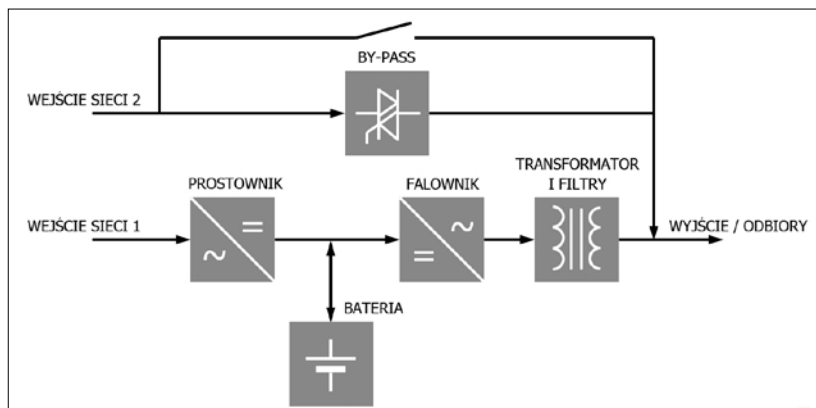 BY-PASS
WEJŚCIE SIECI 2
TRANSFORMATOR
I FILTRY
PROSTOWNIK
FALOWNIK
WEJŚCIE SIECI 1
WYJŚCIE / ODBIORY
BATERIA